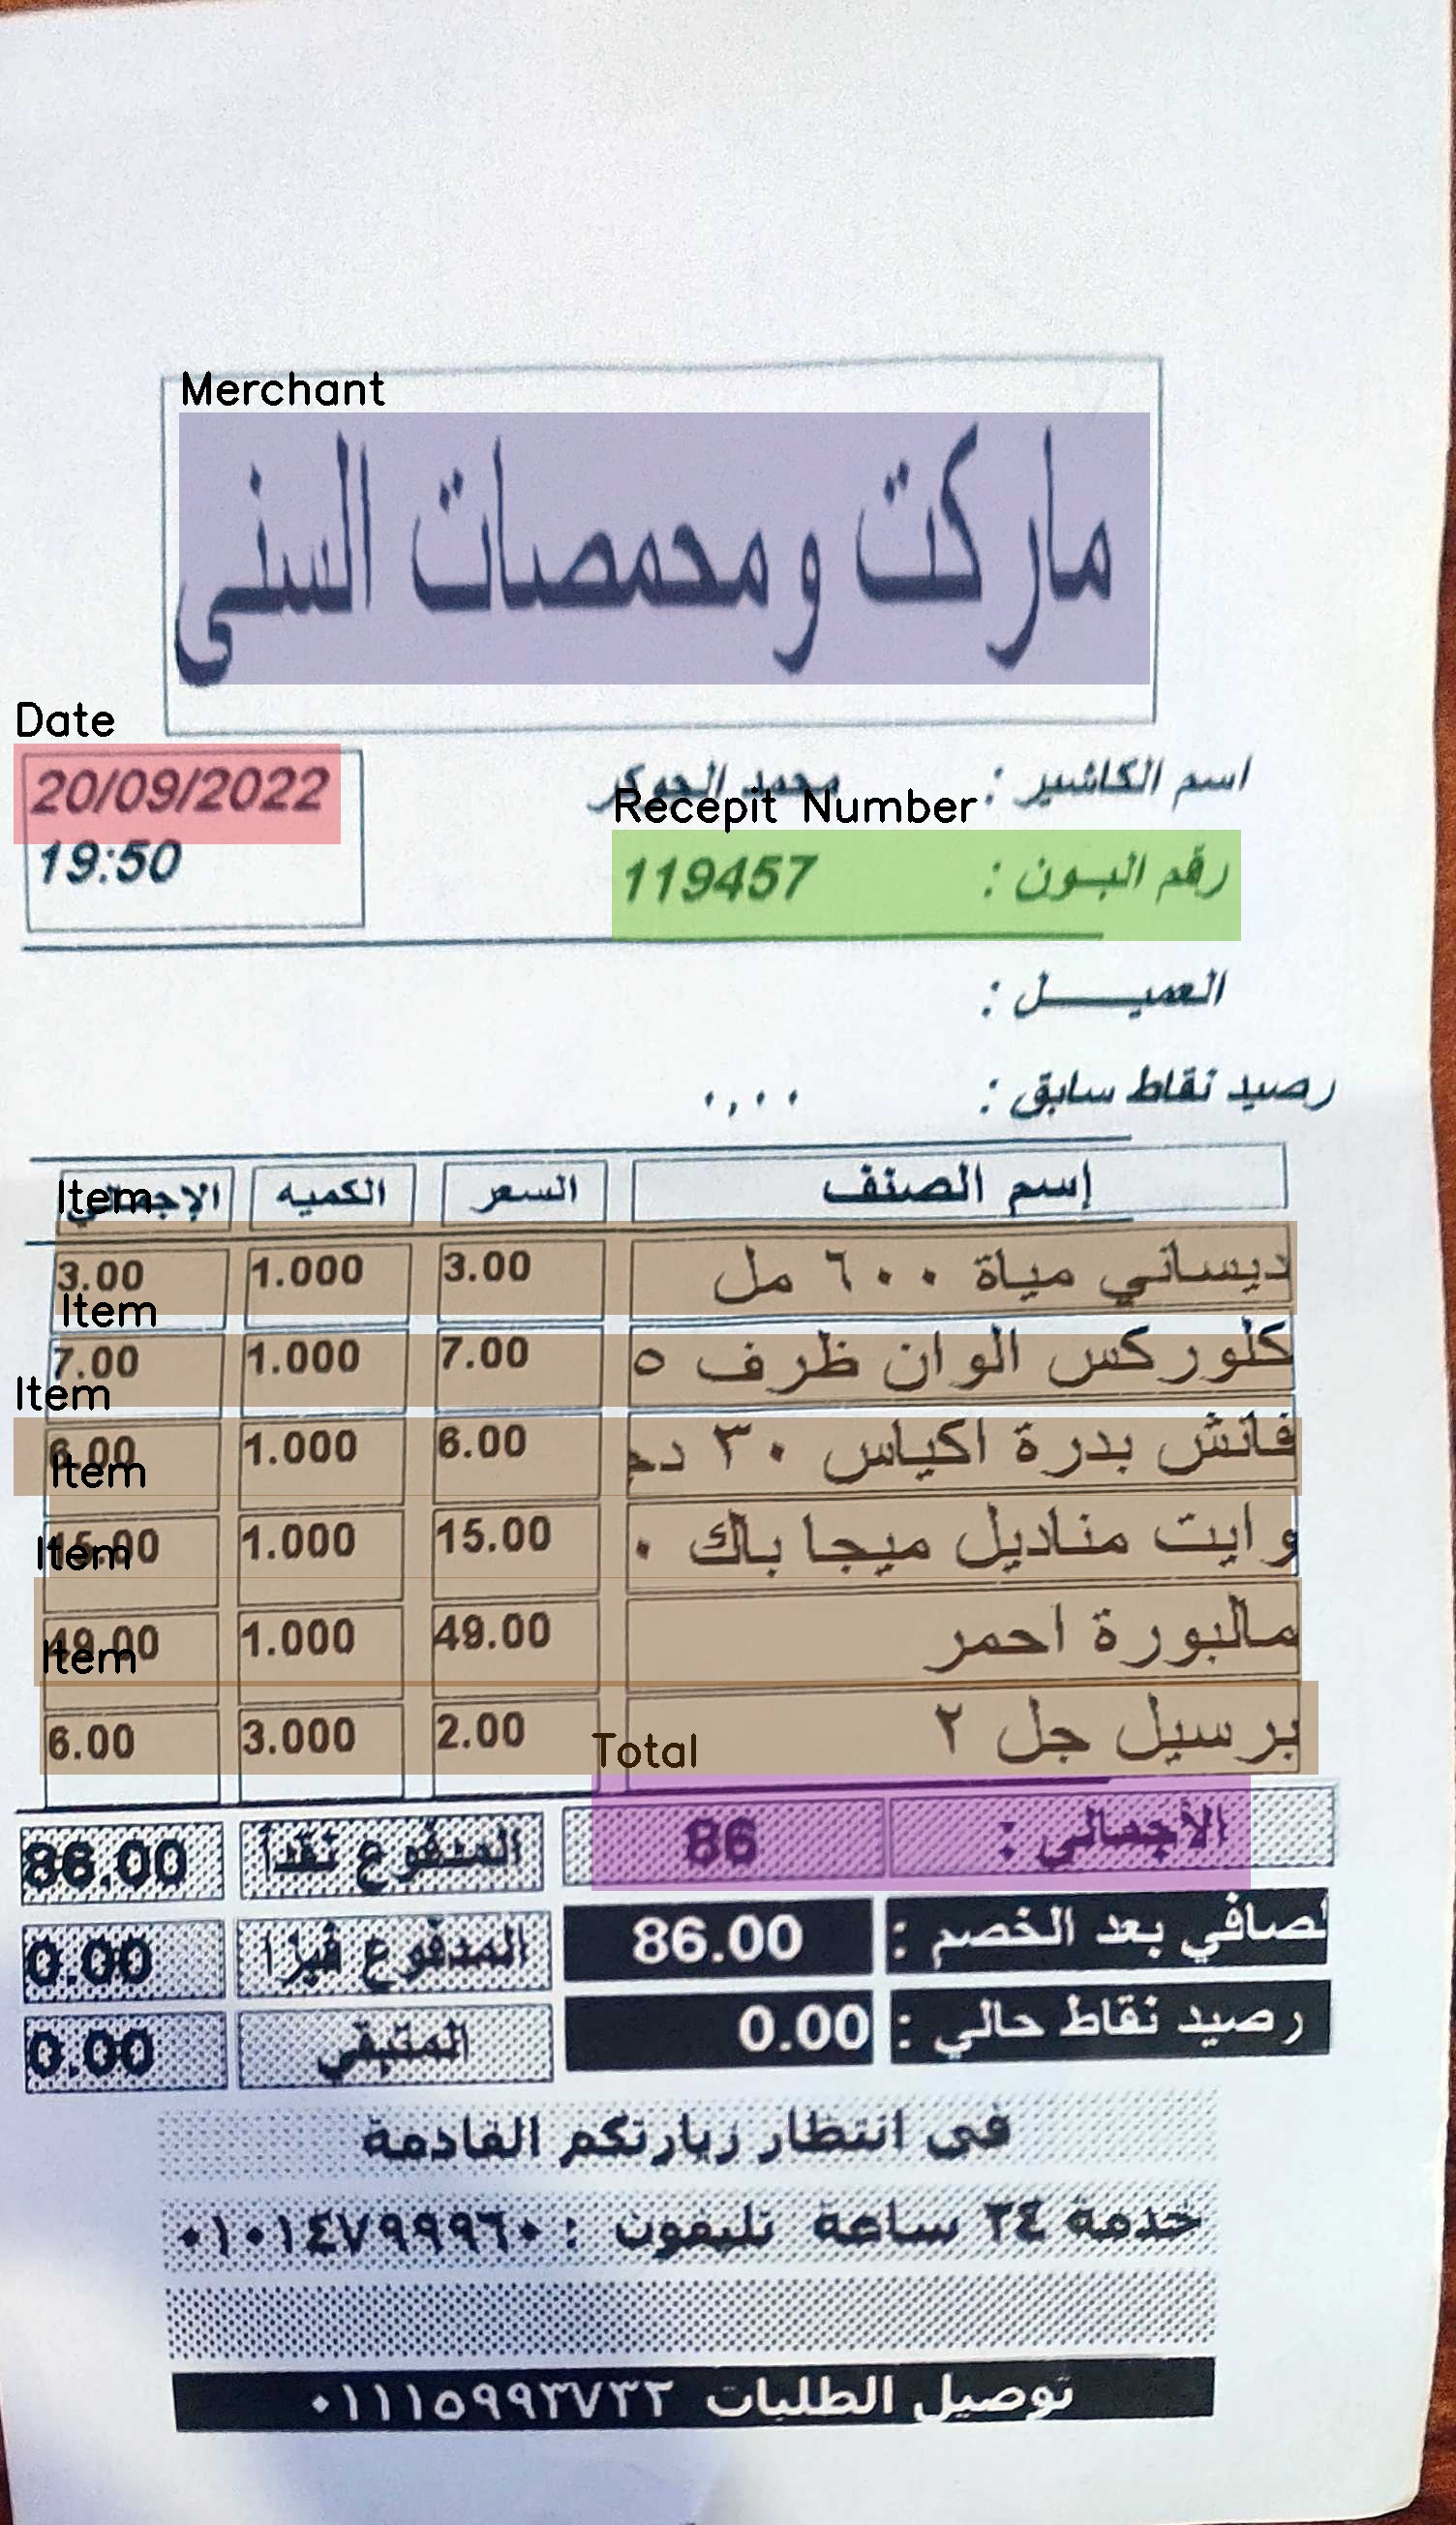 Merchant
ماركت ومحمصات السنى
Date
20/09/2022
19:50
اسم الكاشير : محمد الجوكر
Recepit Number
رقم البون : 119457
العميل :
رصيد نقاط سابق : ٠,٠٠
إسم الصنف السعر الكميه الإجمالي
Item
ديساني مياة ٦٠٠ مل 3.00 1.000 3.00
Item
كلوركس الوان ظرف ٥ 7.00 1.000 7.00
Item
فانش بدرة اكياس ٣٠ دج 6.00 1.000 6.00
Item
وايت مناديل ميجا باك ٠ 15.00 1.000 15.00
Item
مالبورة احمر 49.00 1.000 49.00
Item
برسيل جل ٢ 2.00 3.000 6.00
Total
الأجمالى : 86 المدفوع نقدا 86.00
لصافي بعد الخصم : 86.00 المدفوع فيزا 0.00
رصيد نقاط حالي : 0.00 المتبقي 0.00
فى انتظار زيارتكم القادمة
خدمة ٢٤ ساعة تليفون : ٠١٠١٤٧٩٩٩٦٠
توصيل الطلبات ٠١١١٥٩٩٣٧٣٢